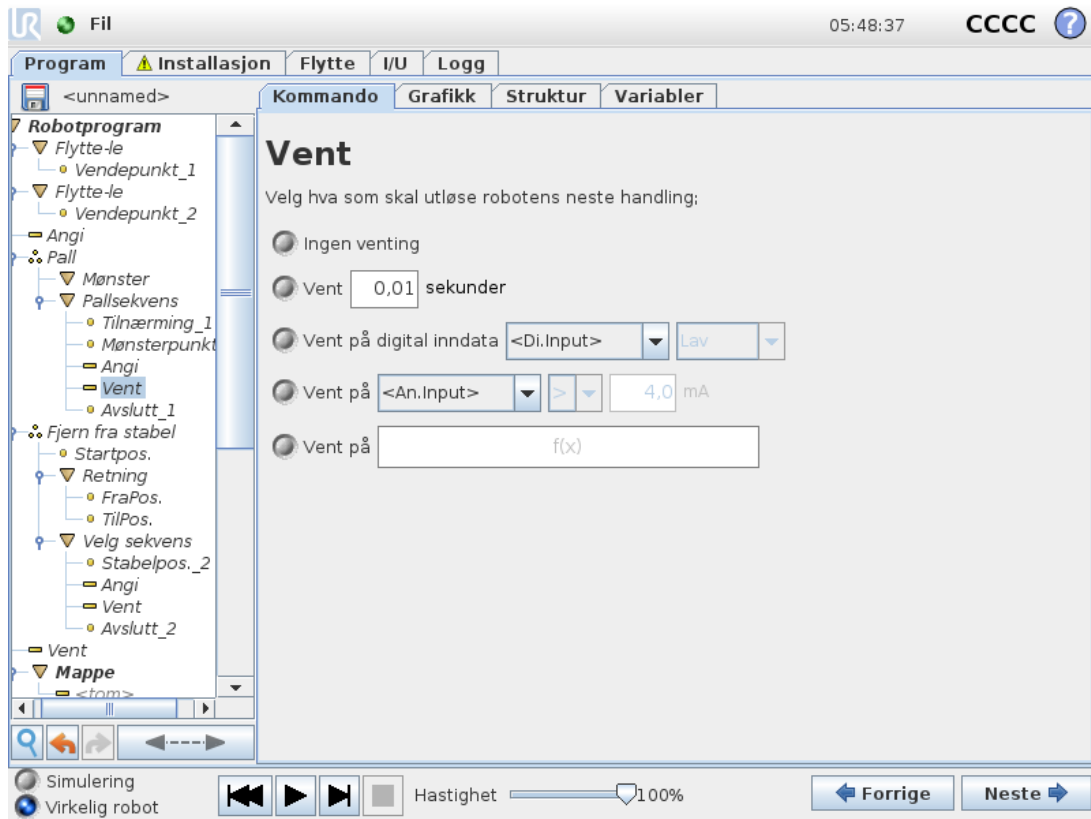 UR Fil 05:48:37 CCCC ?
Program Installasjon Flytte I/U Logg
<unnamed>
Kommando Grafikk Struktur Variabler
Robotprogram
Flytte-le
Vendepunkt_1
Flytte-le
Vendepunkt_2
Angi
Pall
Mønster
Pallsekvens
Tilnærming_1
Mønsterpunkt
Angi
Vent
Avslutt_1
Fjern fra stabel
Startpos.
Retning
FraPos.
TilPos.
Velg sekvens
Stabelpos._2
Angi
Vent
Avslutt_2
Vent
Mappe
<tom>
Vent
Velg hva som skal utløse robotens neste handling;
Ingen venting
Vent 0,01 sekunder
Vent på digital inndata <Di.Input> Lav
Vent på <An.Input> > 4,0 mA
Vent på f(x)
Simulering
Virkelig robot
Hastighet 100%
Forrige Neste